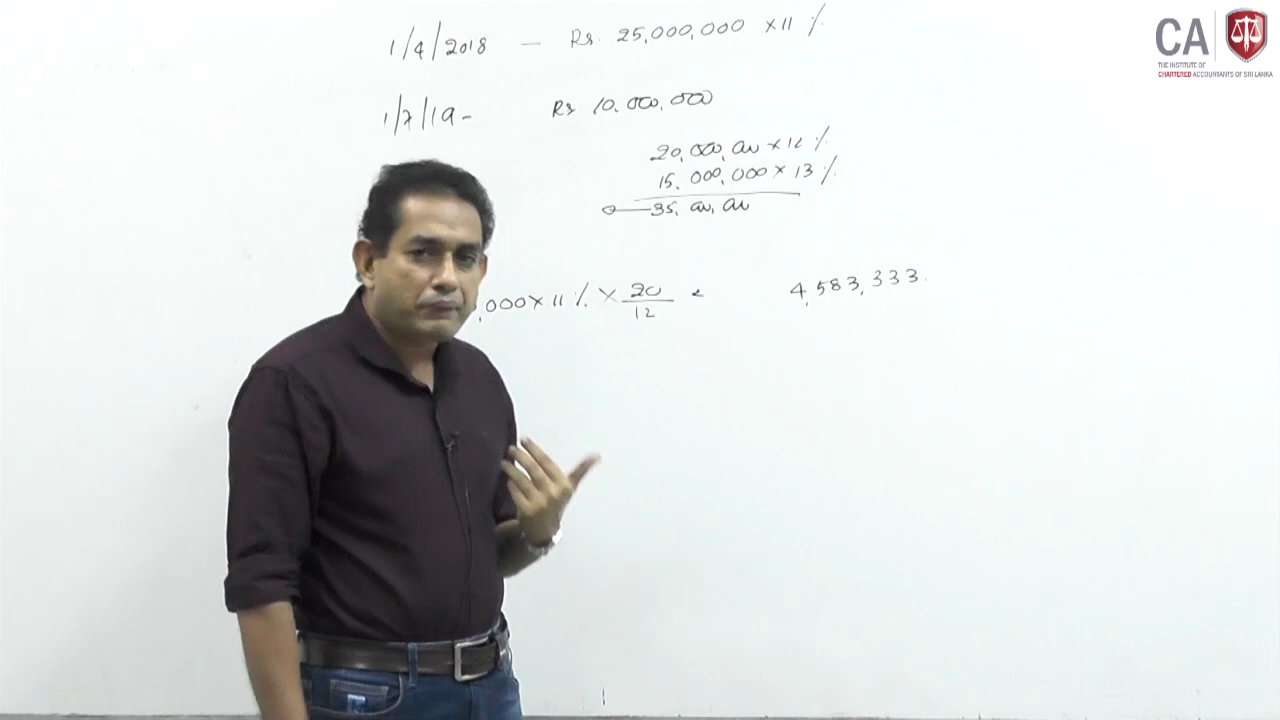 1/4/2018 – Rs. 25,000,000 × 11 %
CA
THE INSTITUTE OF
CHARTERED ACCOUNTANTS OF SRI LANKA
1/7/19 – Rs 10,000,000
20,000,000 × 12 %
15,000,000 × 13 %
35,000,000
,000 × 11 % × 20/12 = 4,583,333.